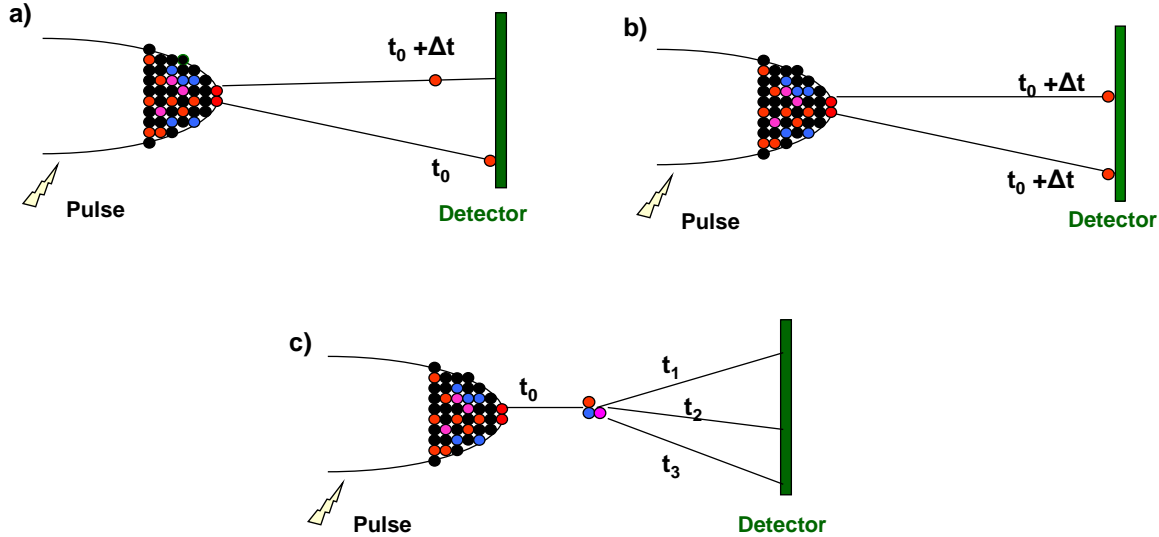 a)
t₀ +Δt
t₀
Pulse
Detector
b)
t₀ +Δt
t₀ +Δt
Pulse
Detector
c)
t₀
t₁
t₂
t₃
Pulse
Detector